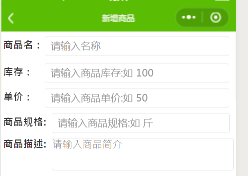 新增商品
商品名： 请输入名称
库存： 请输入商品库存:如 100
单价： 请输入商品单价:如 50
商品规格: 请输入商品规格:如 斤
商品描述: 请输入商品简介